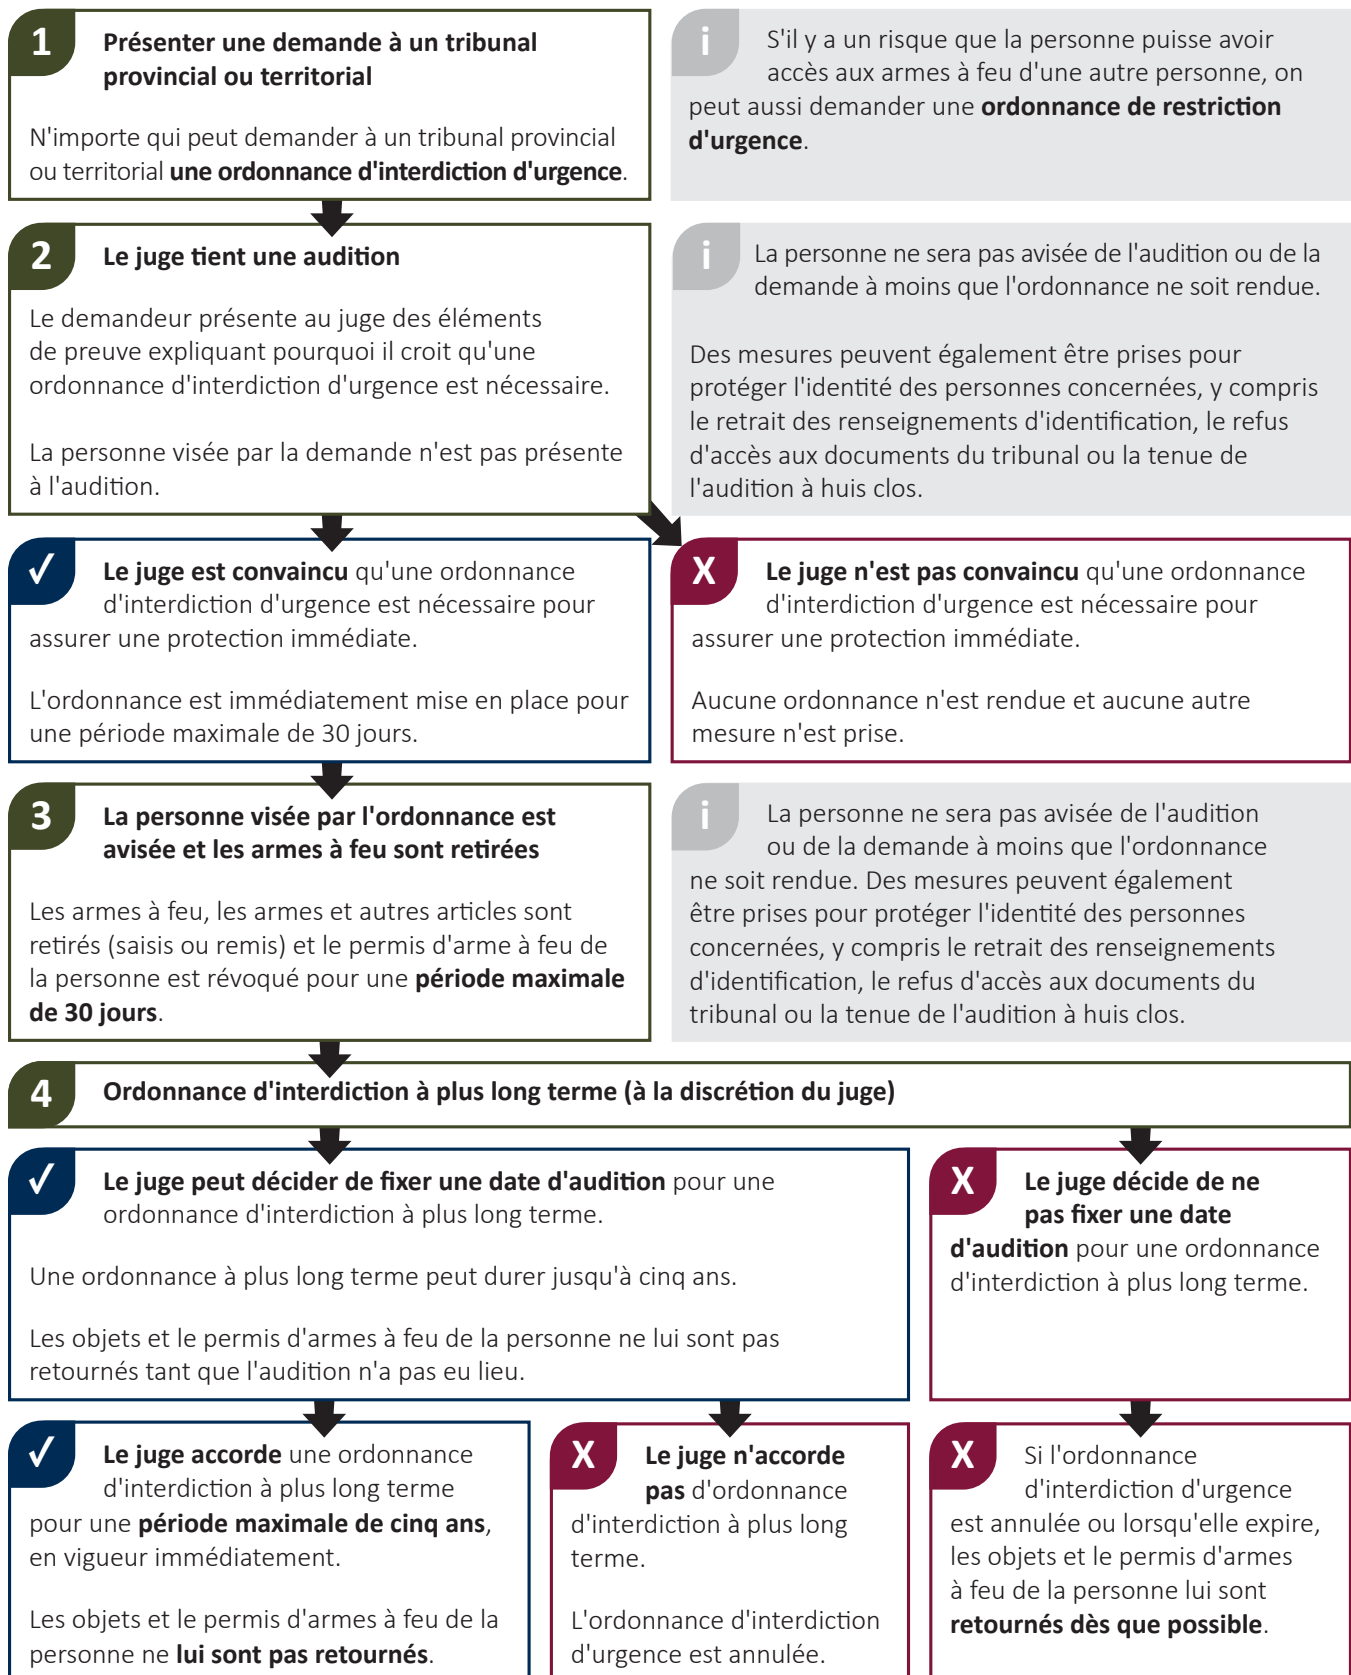 1
Présenter une demande à un tribunal
provincial ou territorial
N'importe qui peut demander à un tribunal provincial
ou territorial une ordonnance d'interdiction d'urgence.
i
S'il y a un risque que la personne puisse avoir
accès aux armes à feu d'une autre personne, on
peut aussi demander une ordonnance de restriction
d'urgence.
2
Le juge tient une audition
Le demandeur présente au juge des éléments
de preuve expliquant pourquoi il croit qu'une
ordonnance d'interdiction d'urgence est nécessaire.
La personne visée par la demande n'est pas présente
à l'audition.
i
La personne ne sera pas avisée de l'audition ou de la
demande à moins que l'ordonnance ne soit rendue.
Des mesures peuvent également être prises pour
protéger l'identité des personnes concernées, y compris
le retrait des renseignements d'identification, le refus
d'accès aux documents du tribunal ou la tenue de
l'audition à huis clos.
✓
Le juge est convaincu qu'une ordonnance
d'interdiction d'urgence est nécessaire pour
assurer une protection immédiate.
L'ordonnance est immédiatement mise en place pour
une période maximale de 30 jours.
X
Le juge n'est pas convaincu qu'une ordonnance
d'interdiction d'urgence est nécessaire pour
assurer une protection immédiate.
Aucune ordonnance n'est rendue et aucune autre
mesure n'est prise.
3
La personne visée par l'ordonnance est
avisée et les armes à feu sont retirées
Les armes à feu, les armes et autres articles sont
retirés (saisis ou remis) et le permis d'arme à feu de
la personne est révoqué pour une période maximale
de 30 jours.
i
La personne ne sera pas avisée de l'audition
ou de la demande à moins que l'ordonnance
ne soit rendue. Des mesures peuvent également
être prises pour protéger l'identité des personnes
concernées, y compris le retrait des renseignements
d'identification, le refus d'accès aux documents du
tribunal ou la tenue de l'audition à huis clos.
4
Ordonnance d'interdiction à plus long terme (à la discrétion du juge)
✓
Le juge peut décider de fixer une date d'audition pour une
ordonnance d'interdiction à plus long terme.
Une ordonnance à plus long terme peut durer jusqu'à cinq ans.
Les objets et le permis d'armes à feu de la personne ne lui sont pas
retournés tant que l'audition n'a pas eu lieu.
X
Le juge décide de ne
pas fixer une date
d'audition pour une ordonnance
d'interdiction à plus long terme.
✓
Le juge accorde une ordonnance
d'interdiction à plus long terme
pour une période maximale de cinq ans,
en vigueur immédiatement.
Les objets et le permis d'armes à feu de la
personne ne lui sont pas retournés.
X
Le juge n'accorde
pas d'ordonnance
d'interdiction à plus long
terme.
L'ordonnance d'interdiction
d'urgence est annulée.
X
Si l'ordonnance
d'interdiction d'urgence
est annulée ou lorsqu'elle expire,
les objets et le permis d'armes
à feu de la personne lui sont
retournés dès que possible.